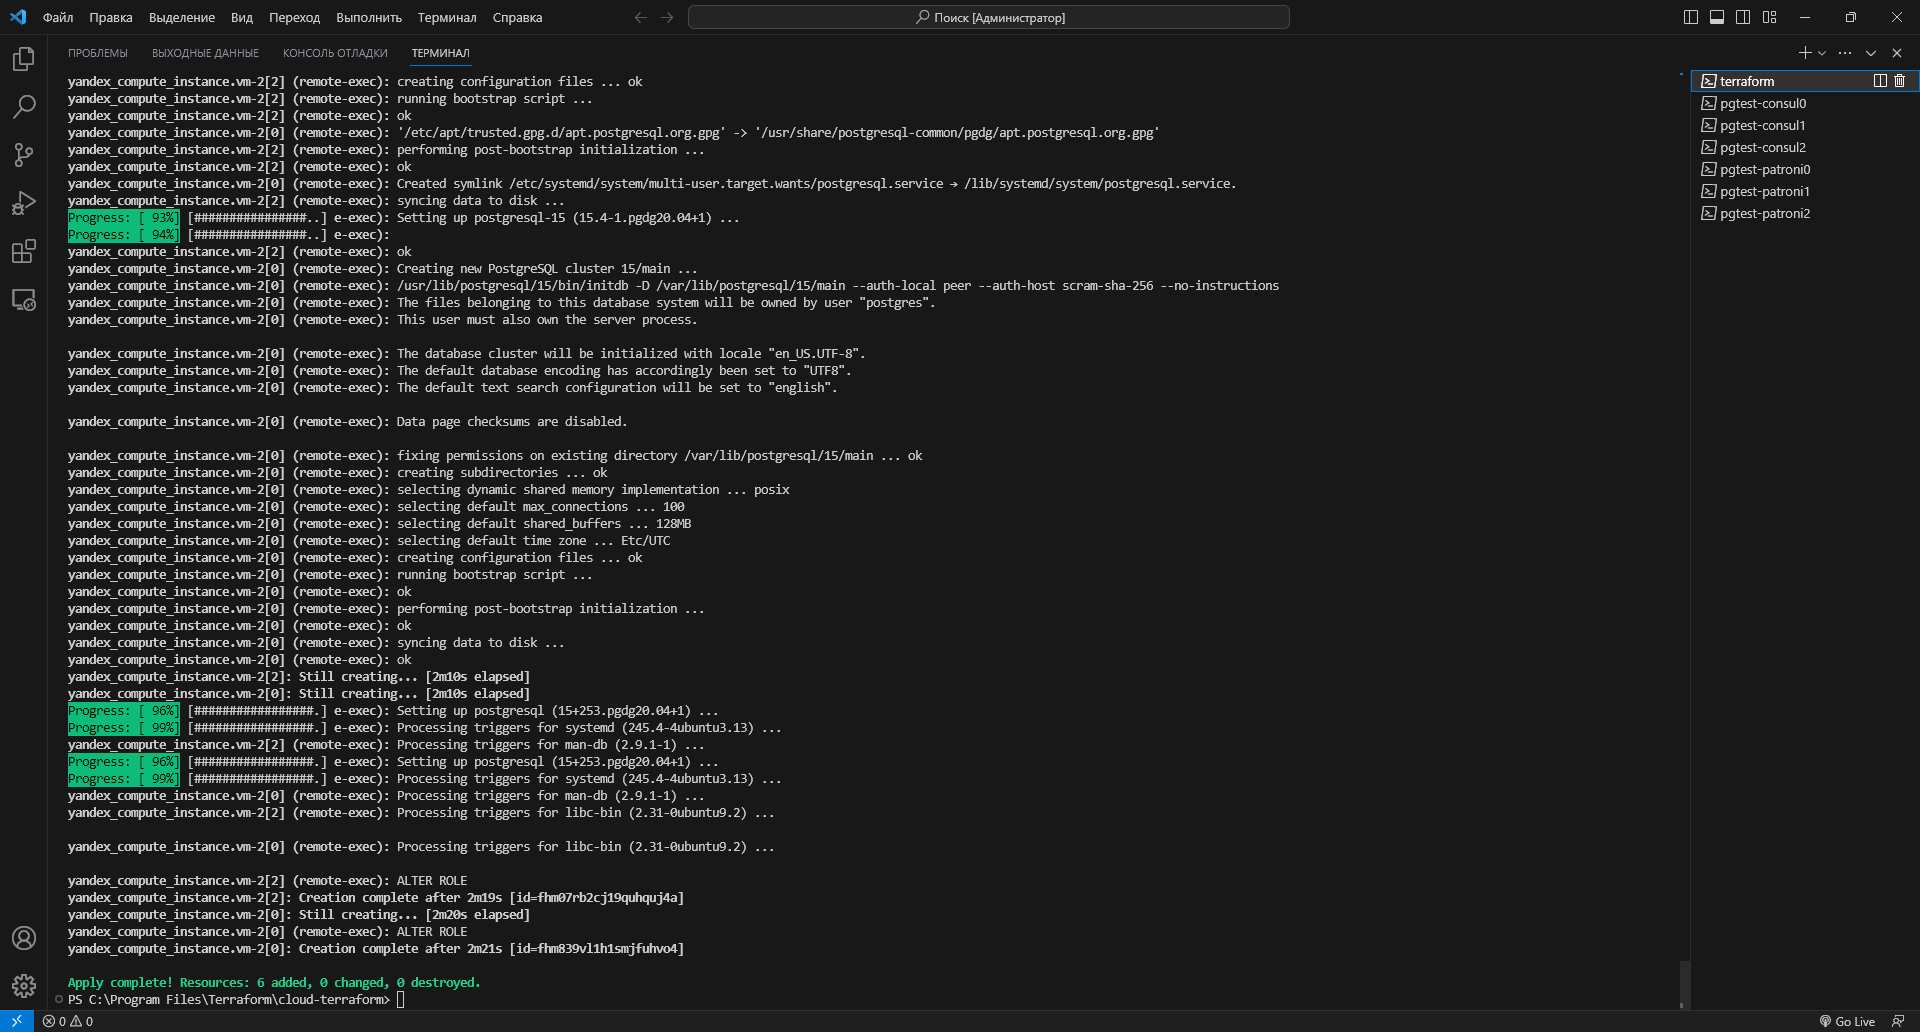 Файл Правка Выделение Вид Переход Выполнить Терминал Справка
Поиск [Администратор]
ПРОБЛЕМЫ ВЫХОДНЫЕ ДАННЫЕ КОНСОЛЬ ОТЛАДКИ ТЕРМИНАЛ
yandex_compute_instance.vm-2[2] (remote-exec): creating configuration files ... ok
yandex_compute_instance.vm-2[2] (remote-exec): running bootstrap script ...
yandex_compute_instance.vm-2[2] (remote-exec): ok
yandex_compute_instance.vm-2[0] (remote-exec): '/etc/apt/trusted.gpg.d/apt.postgresql.org.gpg' -> '/usr/share/postgresql-common/pgdg/apt.postgresql.org.gpg'
yandex_compute_instance.vm-2[2] (remote-exec): performing post-bootstrap initialization ...
yandex_compute_instance.vm-2[2] (remote-exec): ok
yandex_compute_instance.vm-2[0] (remote-exec): Created symlink /etc/systemd/system/multi-user.target.wants/postgresql.service → /lib/systemd/system/postgresql.service.
yandex_compute_instance.vm-2[2] (remote-exec): syncing data to disk ...
Progress: [ 93%] [################..] e-exec): Setting up postgresql-15 (15.4-1.pgdg20.04+1) ...
Progress: [ 94%] [################..] e-exec):
yandex_compute_instance.vm-2[2] (remote-exec): ok
yandex_compute_instance.vm-2[0] (remote-exec): Creating new PostgreSQL cluster 15/main ...
yandex_compute_instance.vm-2[0] (remote-exec): /usr/lib/postgresql/15/bin/initdb -D /var/lib/postgresql/15/main --auth-local peer --auth-host scram-sha-256 --no-instructions
yandex_compute_instance.vm-2[0] (remote-exec): The files belonging to this database system will be owned by user "postgres".
yandex_compute_instance.vm-2[0] (remote-exec): This user must also own the server process.
yandex_compute_instance.vm-2[0] (remote-exec): The database cluster will be initialized with locale "en_US.UTF-8".
yandex_compute_instance.vm-2[0] (remote-exec): The default database encoding has accordingly been set to "UTF8".
yandex_compute_instance.vm-2[0] (remote-exec): The default text search configuration will be set to "english".
yandex_compute_instance.vm-2[0] (remote-exec): Data page checksums are disabled.
yandex_compute_instance.vm-2[0] (remote-exec): fixing permissions on existing directory /var/lib/postgresql/15/main ... ok
yandex_compute_instance.vm-2[0] (remote-exec): creating subdirectories ... ok
yandex_compute_instance.vm-2[0] (remote-exec): selecting dynamic shared memory implementation ... posix
yandex_compute_instance.vm-2[0] (remote-exec): selecting default max_connections ... 100
yandex_compute_instance.vm-2[0] (remote-exec): selecting default shared_buffers ... 128MB
yandex_compute_instance.vm-2[0] (remote-exec): selecting default time zone ... Etc/UTC
yandex_compute_instance.vm-2[0] (remote-exec): creating configuration files ... ok
yandex_compute_instance.vm-2[0] (remote-exec): running bootstrap script ...
yandex_compute_instance.vm-2[0] (remote-exec): ok
yandex_compute_instance.vm-2[0] (remote-exec): performing post-bootstrap initialization ...
yandex_compute_instance.vm-2[0] (remote-exec): ok
yandex_compute_instance.vm-2[0] (remote-exec): syncing data to disk ...
yandex_compute_instance.vm-2[0] (remote-exec): ok
yandex_compute_instance.vm-2[2]: Still creating... [2m10s elapsed]
yandex_compute_instance.vm-2[0]: Still creating... [2m10s elapsed]
Progress: [ 96%] [#################.] e-exec): Setting up postgresql (15+253.pgdg20.04+1) ...
Progress: [ 99%] [#################.] e-exec): Processing triggers for systemd (245.4-4ubuntu3.13) ...
yandex_compute_instance.vm-2[2] (remote-exec): Processing triggers for man-db (2.9.1-1) ...
Progress: [ 96%] [#################.] e-exec): Setting up postgresql (15+253.pgdg20.04+1) ...
Progress: [ 99%] [#################.] e-exec): Processing triggers for systemd (245.4-4ubuntu3.13) ...
yandex_compute_instance.vm-2[0] (remote-exec): Processing triggers for man-db (2.9.1-1) ...
yandex_compute_instance.vm-2[2] (remote-exec): Processing triggers for libc-bin (2.31-0ubuntu9.2) ...
yandex_compute_instance.vm-2[0] (remote-exec): Processing triggers for libc-bin (2.31-0ubuntu9.2) ...
yandex_compute_instance.vm-2[2] (remote-exec): ALTER ROLE
yandex_compute_instance.vm-2[2]: Creation complete after 2m19s [id=fhm07rb2cj19quhquj4a]
yandex_compute_instance.vm-2[0]: Still creating... [2m20s elapsed]
yandex_compute_instance.vm-2[0] (remote-exec): ALTER ROLE
yandex_compute_instance.vm-2[0]: Creation complete after 2m21s [id=fhm839vl1h1smjfuhvo4]
Apply complete! Resources: 6 added, 0 changed, 0 destroyed.
PS C:\Program Files\Terraform\cloud-terraform>
terraform
pgtest-consul0
pgtest-consul1
pgtest-consul2
pgtest-patroni0
pgtest-patroni1
pgtest-patroni2
0 0
Go Live